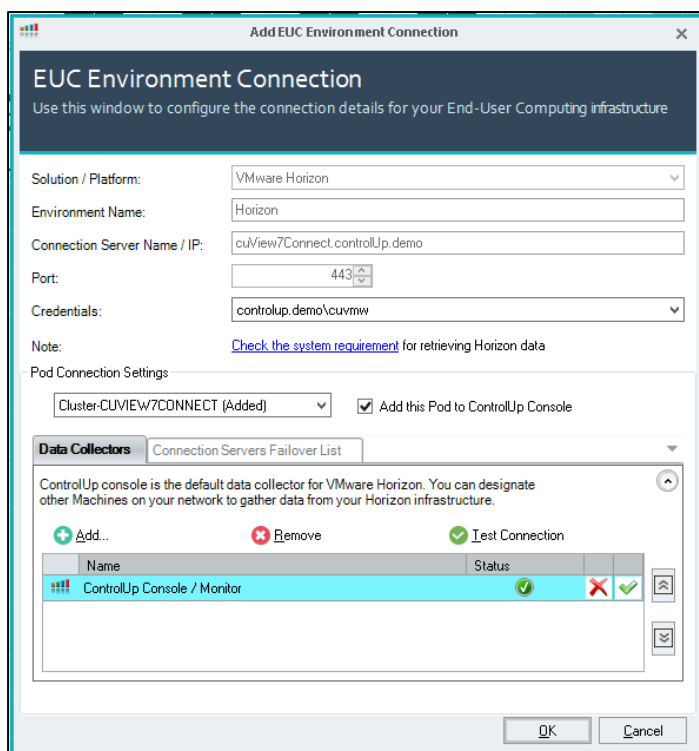 Add EUC Environment Connection
EUC Environment Connection
Use this window to configure the connection details for your End-User Computing infrastructure
Solution / Platform:
VMware Horizon
Environment Name:
Horizon
Connection Server Name / IP:
cuView7Connect.controlUp.demo
Port:
443
Credentials:
controlup.demo\cuvmw
Note:
Check the system requirement for retrieving Horizon data
Pod Connection Settings
Cluster-CUVIEW7CONNECT (Added)
Add this Pod to ControlUp Console
Data Collectors
Connection Servers Failover List
ControlUp console is the default data collector for VMware Horizon. You can designate
other Machines on your network to gather data from your Horizon infrastructure.
Add...
Remove
Test Connection
Name
Status
ControlUp Console / Monitor
OK
Cancel